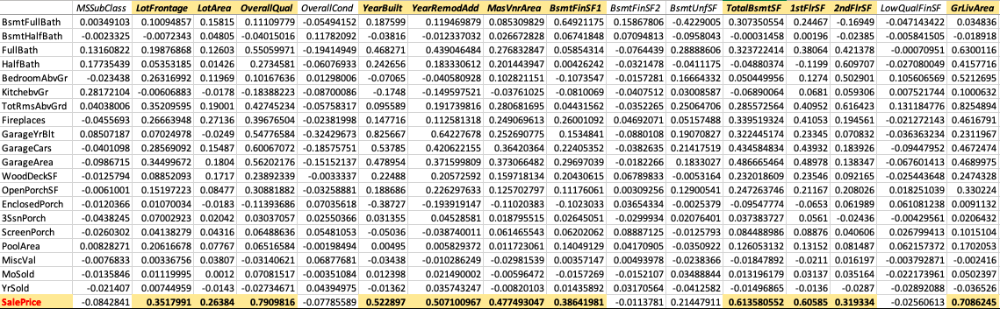 MSSubClass LotFrontage LotArea OverallQual OverallCond YearBuilt YearRemodAdd MasVnrArea BsmtFinSF1 BsmtFinSF2 BsmtUnfSF TotalBsmtSF 1stFlrSF 2ndFlrSF LowQualFinSF GrLivArea
BsmtFullBath 0.00349103 0.10094857 0.15815 0.11109779 -0.05494152 0.187599 0.119469879 0.085309829 0.64921175 0.15867806 -0.4229005 0.307350554 0.24467 -0.16949 -0.047143422 0.034836
BsmtHalfBath -0.0023325 -0.0072343 0.04805 -0.04015016 0.11782092 -0.03816 -0.012337032 0.026672828 0.06741848 0.07094813 -0.0958043 -0.00031458 0.00196 -0.02385 -0.005841505 -0.018918
FullBath 0.13160822 0.19876868 0.12603 0.55059971 -0.19414949 0.468271 0.439046484 0.276832847 0.05854314 -0.0764439 0.28888606 0.323722414 0.38064 0.421378 -0.00070951 0.6300116
HalfBath 0.17735439 0.05353185 0.01426 0.2734581 -0.06076933 0.242656 0.183330612 0.201443947 0.00426242 -0.0321478 -0.0411175 -0.04880374 -0.1199 0.609707 -0.027080049 0.4157716
BedroomAbvGr -0.023438 0.26316992 0.11969 0.10167636 0.01298006 -0.07065 -0.040580928 0.102821151 -0.1073547 -0.0157281 0.16664332 0.050449956 0.1274 0.502901 0.105606569 0.5212695
KitchebvGr 0.28172104 -0.00606883 -0.0178 -0.18388223 -0.08700086 -0.1748 -0.149597521 -0.03761025 -0.0810069 -0.0407512 0.03008587 -0.06890064 0.0681 0.059306 0.007521744 0.1000632
TotRmsAbvGrd 0.04038006 0.35209595 0.19001 0.42745234 -0.05758317 0.095589 0.191739816 0.280681695 0.04431562 -0.0352265 0.25064706 0.285572564 0.40952 0.616423 0.131184776 0.8254894
Fireplaces -0.0455693 0.26663948 0.27136 0.39676504 -0.02381998 0.147716 0.112581318 0.249069613 0.26001092 0.04692071 0.05157488 0.339519324 0.41053 0.194561 -0.021272143 0.4616791
GarageYrBlt 0.08507187 0.07024978 -0.0249 0.54776584 -0.32429673 0.825667 0.64227678 0.252690775 0.1534841 -0.0880108 0.19070827 0.322445174 0.23345 0.070832 -0.036363234 0.2311967
GarageCars -0.0401098 0.28569092 0.15487 0.60067072 -0.18575751 0.53785 0.420622155 0.36420364 0.22405352 -0.0382635 0.21417519 0.434584834 0.43932 0.183926 -0.09447952 0.4672474
GarageArea -0.0986715 0.34499672 0.1804 0.56202176 -0.15152137 0.478954 0.371599809 0.373066482 0.29697039 -0.0182266 0.1833027 0.486665464 0.48978 0.138347 -0.067601413 0.4689975
WoodDeckSF -0.0125794 0.08852093 0.1717 0.23892339 -0.0033337 0.22488 0.20572592 0.159718134 0.20430615 0.06789833 -0.0053164 0.232018609 0.23546 0.092165 -0.025443648 0.2474328
OpenPorchSF -0.0061001 0.15197223 0.08477 0.30881882 -0.03258881 0.188686 0.226297633 0.125702797 0.11176061 0.00309256 0.12900541 0.247263746 0.21167 0.208026 0.018251039 0.330224
EnclosedPorch -0.0120366 0.01070034 -0.0183 -0.11393686 0.07035618 -0.38727 -0.193919147 -0.11020383 -0.1023033 0.03654334 -0.0025379 -0.09547774 -0.0653 0.061989 0.061081238 0.0091132
3SsnPorch -0.0438245 0.07002923 0.02042 0.03037057 0.02550366 0.031355 0.04528581 0.018795515 0.02645051 -0.0299934 0.02076401 0.037383727 0.0561 -0.02436 -0.00429561 0.0206432
ScreenPorch -0.0260302 0.04138279 0.04316 0.06488636 0.05481053 -0.05036 -0.038740011 0.061465543 0.06202062 0.08887125 -0.0125793 0.084488986 0.08876 0.040606 0.026799413 0.1015104
PoolArea 0.00828271 0.20616678 0.07767 0.06516584 -0.00198494 0.00495 0.005829372 0.011723061 0.14049129 0.04170905 -0.0350922 0.126053132 0.13152 0.081487 0.062157372 0.1702053
MiscVal -0.0076833 0.00336756 0.03807 -0.03140621 0.06877681 -0.03438 -0.010286249 -0.02981539 0.00357147 0.00493978 -0.0238366 -0.01847892 -0.0211 0.016197 -0.003792871 -0.002416
MoSold -0.0135846 0.01119995 0.0012 0.07081517 -0.00351084 0.012398 0.021490002 -0.00596472 -0.0157269 -0.0152107 0.03488844 0.013196179 0.03137 0.035164 -0.022173961 0.0502397
YrSold -0.021407 0.00744959 -0.0143 -0.02734671 0.04394975 -0.01362 0.035743247 -0.00820103 0.01435892 0.03170564 -0.0412582 -0.01496865 -0.0136 -0.0287 -0.02892088 -0.036526
SalePrice -0.0842841 0.3517991 0.26384 0.7909816 -0.07785589 0.522897 0.507100967 0.477493047 0.38641981 -0.0113781 0.21447911 0.613580552 0.60585 0.319334 -0.02560613 0.7086245